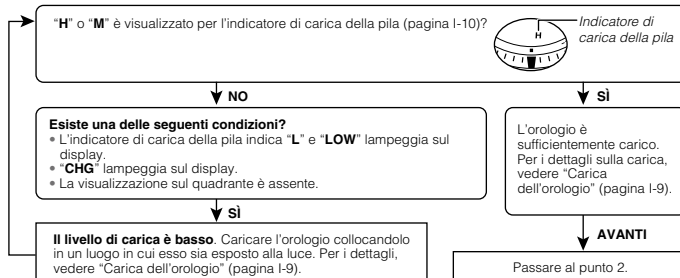 “H” o “M” è visualizzato per l'indicatore di carica della pila (pagina I-10)?
H
Indicatore di
carica della pila
NO
SÌ
Esiste una delle seguenti condizioni?
• L'indicatore di carica della pila indica “L” e “LOW” lampeggia sul
display.
• “CHG” lampeggia sul display.
• La visualizzazione sul quadrante è assente.
L'orologio è
sufficientemente carico.
Per i dettagli sulla carica,
vedere “Carica
dell'orologio” (pagina I-9).
SÌ
AVANTI
Il livello di carica è basso. Caricare l'orologio collocandolo
in un luogo in cui esso sia esposto alla luce. Per i dettagli,
vedere “Carica dell'orologio” (pagina I-9).
Passare al punto 2.